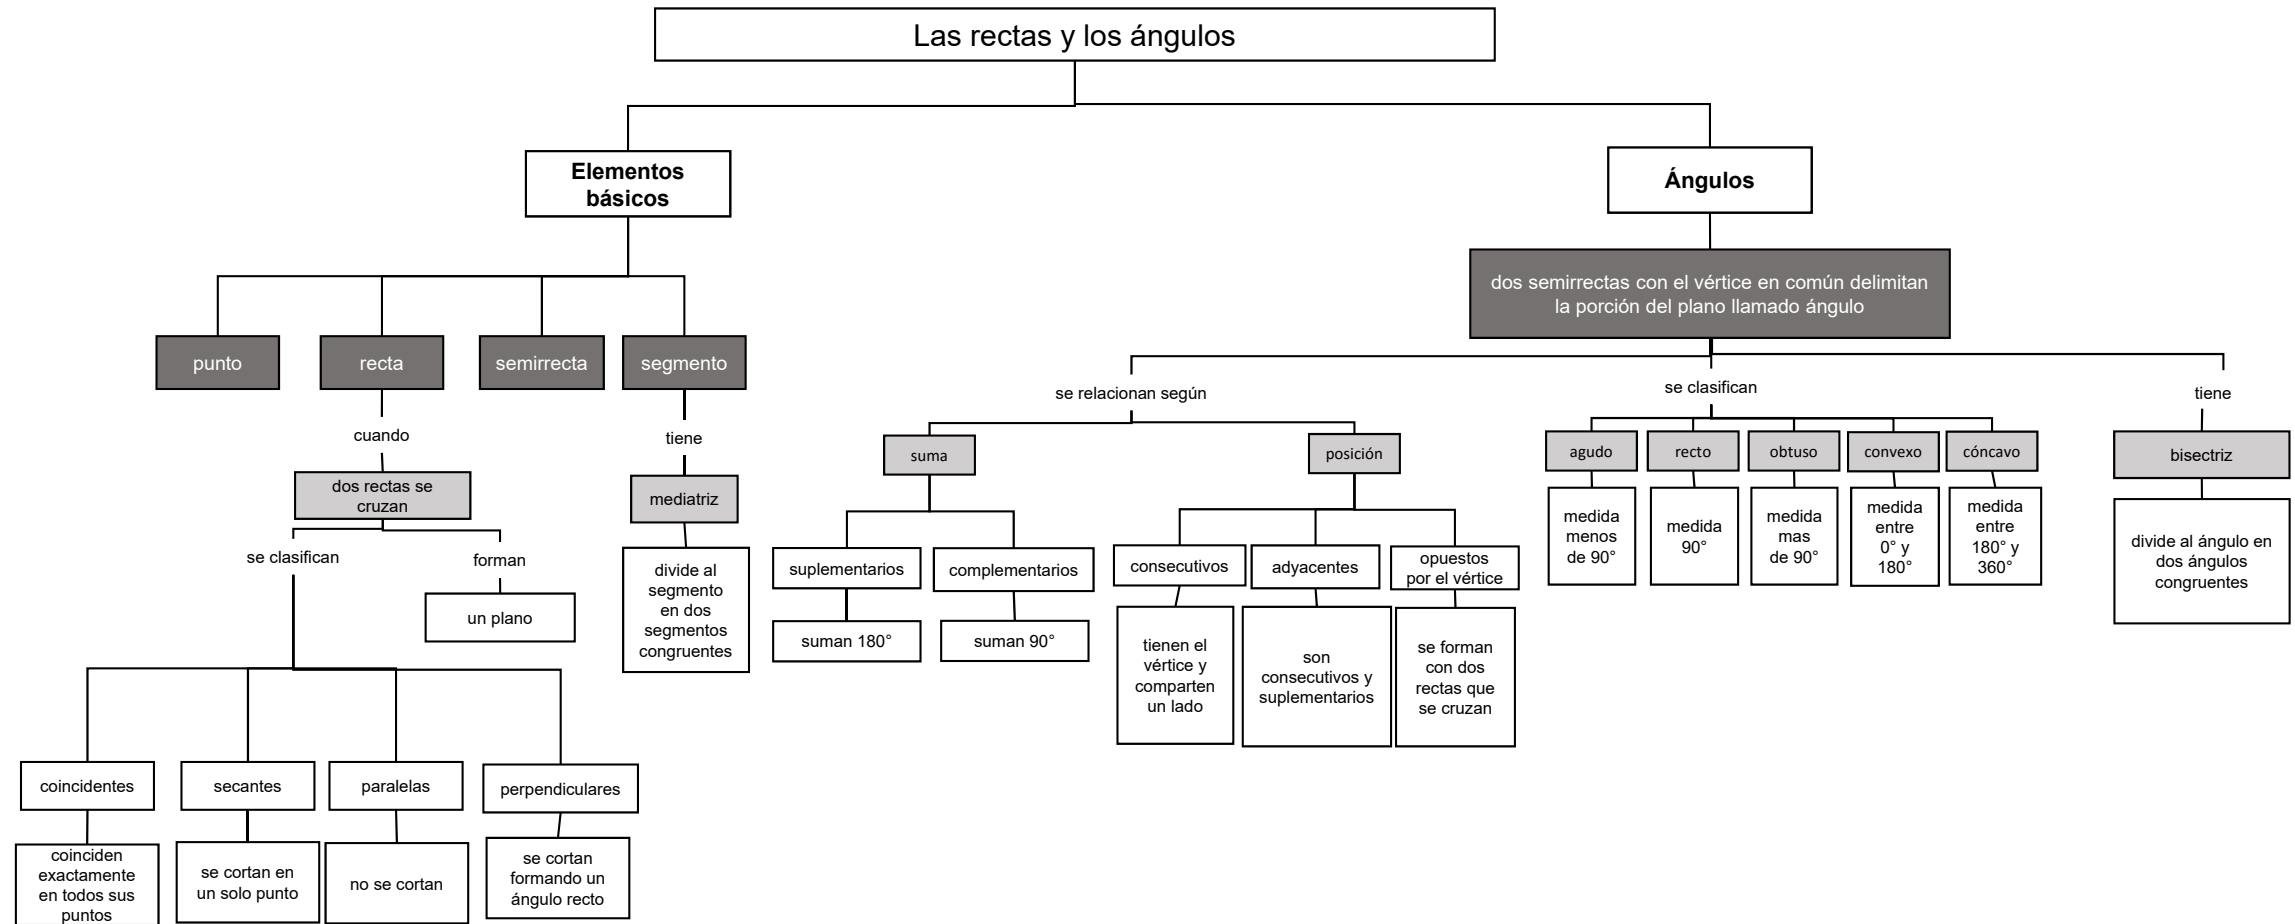 Las rectas y los ángulos
Elementos
básicos
punto
recta
semirrecta
segmento
cuando
dos rectas se
cruzan
se clasifican
forman
un plano
coincidentes
secantes
paralelas
perpendiculares
coinciden
exactamente
en todos sus
puntos
se cortan en
un solo punto
no se cortan
se cortan
formando un
ángulo recto
tiene
mediatriz
divide al
segmento
en dos
segmentos
congruentes
Ángulos
dos semirrectas con el vértice en común delimitan
la porción del plano llamado ángulo
se relacionan según
suma
suplementarios
complementarios
suman 180°
suman 90°
posición
consecutivos
adyacentes
opuestos
por el vértice
tienen el
vértice y
comparten
un lado
son
consecutivos y
suplementarios
se forman
con dos
rectas que
se cruzan
se clasifican
agudo
recto
obtuso
convexo
cóncavo
medida
menos
de 90°
medida
90°
medida
mas
de 90°
medida
entre
0° y
180°
medida
entre
180° y
360°
tiene
bisectriz
divide al ángulo en
dos ángulos
congruentes